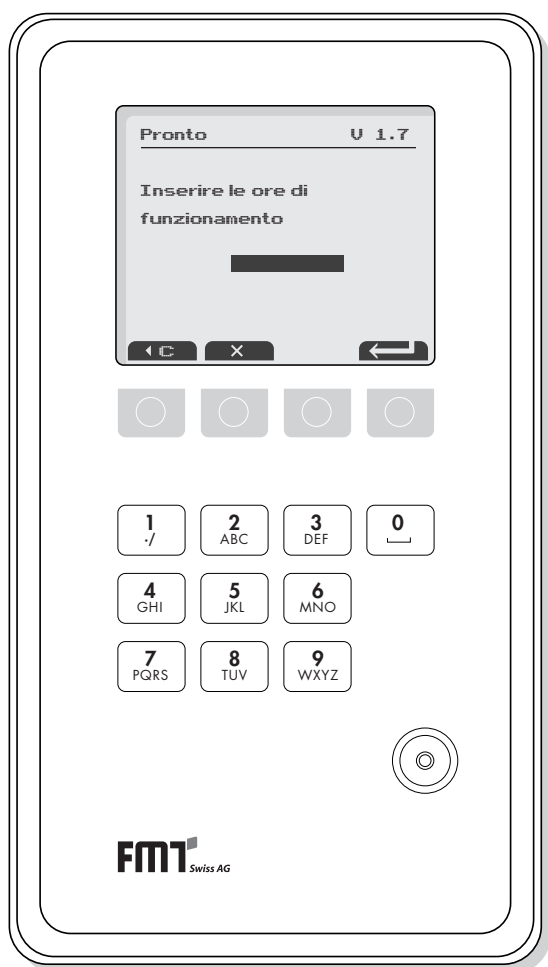 Pronto V 1.7
Inserire le ore di
funzionamento
C ×
1 2 3 0
./ ABC DEF
4 5 6
GHI JKL MNO
7 8 9
PQRS TUV WXYZ
FMT Swiss AG